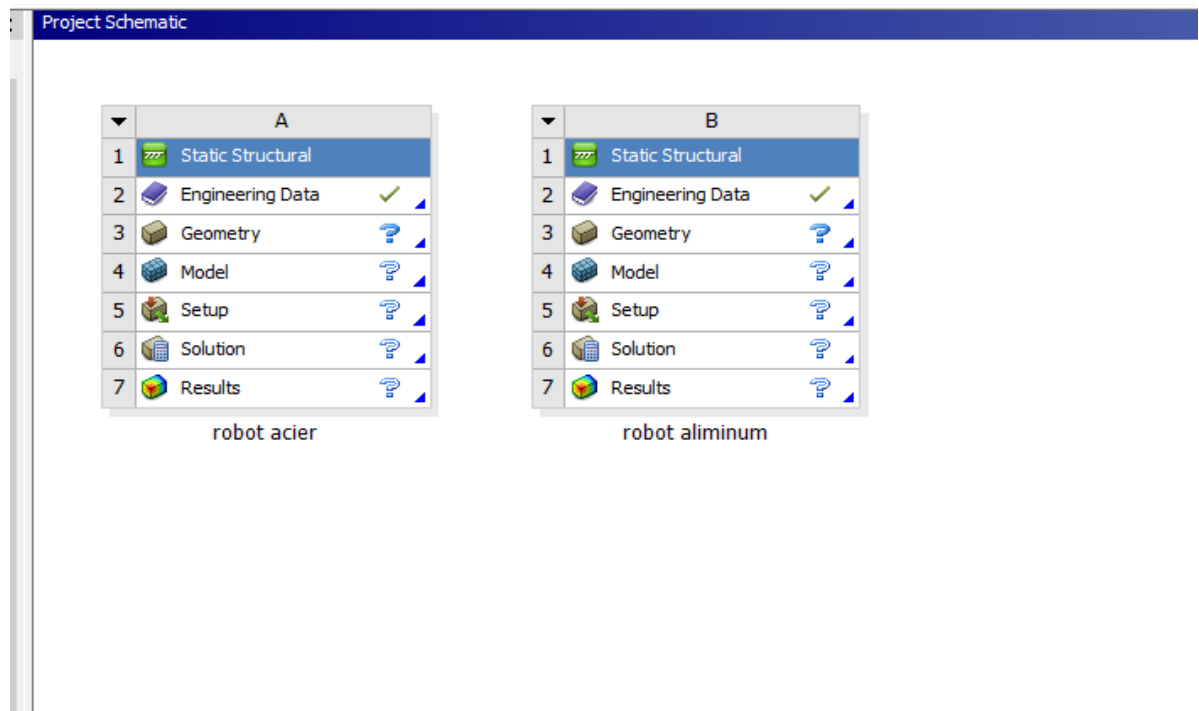 Project Schematic
A
1 Static Structural
2 Engineering Data
3 Geometry
4 Model
5 Setup
6 Solution
7 Results
robot acier
B
1 Static Structural
2 Engineering Data
3 Geometry
4 Model
5 Setup
6 Solution
7 Results
robot aliminum